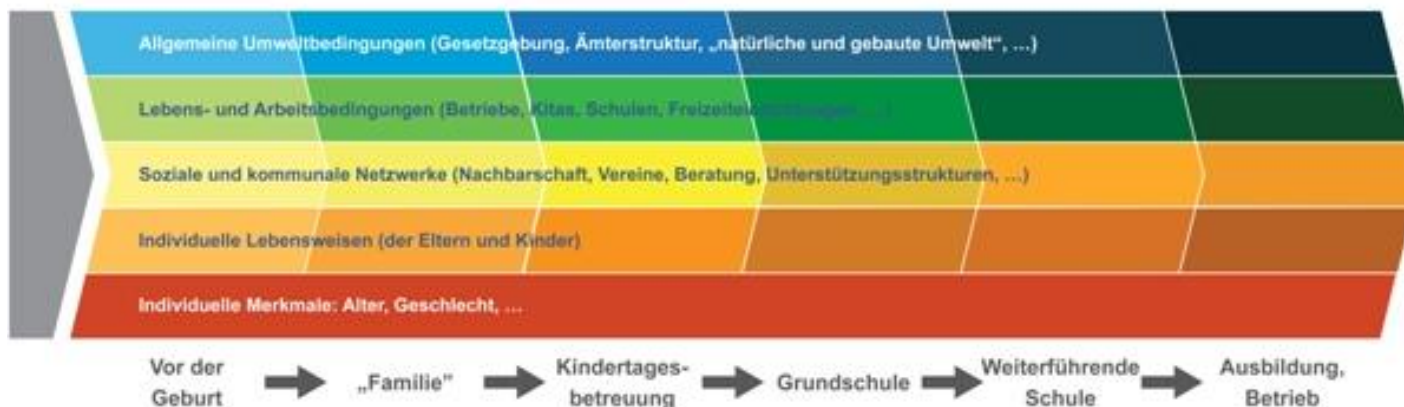 Allgemeine Umweltbedingungen (Gesetzgebung, Ämterstruktur, „natürliche und gebaute Umwelt“, ...)
Lebens- und Arbeitsbedingungen (Betriebe, Kitas, Schulen, Freizeiteinrichtungen, ...)
Soziale und kommunale Netzwerke (Nachbarschaft, Vereine, Beratung, Unterstützungsstrukturen, ...)
Individuelle Lebensweisen (der Eltern und Kinder)
Individuelle Merkmale: Alter, Geschlecht, ...
Vor der
Geburt
„Familie”
Kindertages-
betreuung
Grundschule
Weiterführende
Schule
Ausbildung,
Betrieb